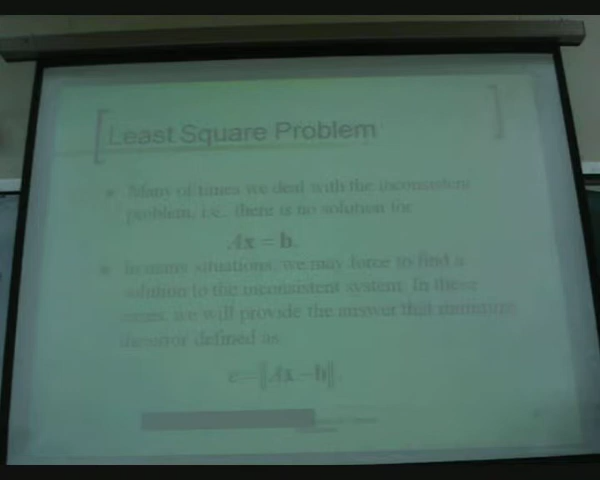 Least Square Problem
Many of times we deal with the inconsistent
problem, i.e., there is no solution for
Ax = b.
In many situations, we may force to find a
solution to the inconsistent system. In these
cases, we will provide the answer that minimize
the error defined as
e = ||Ax – b||.